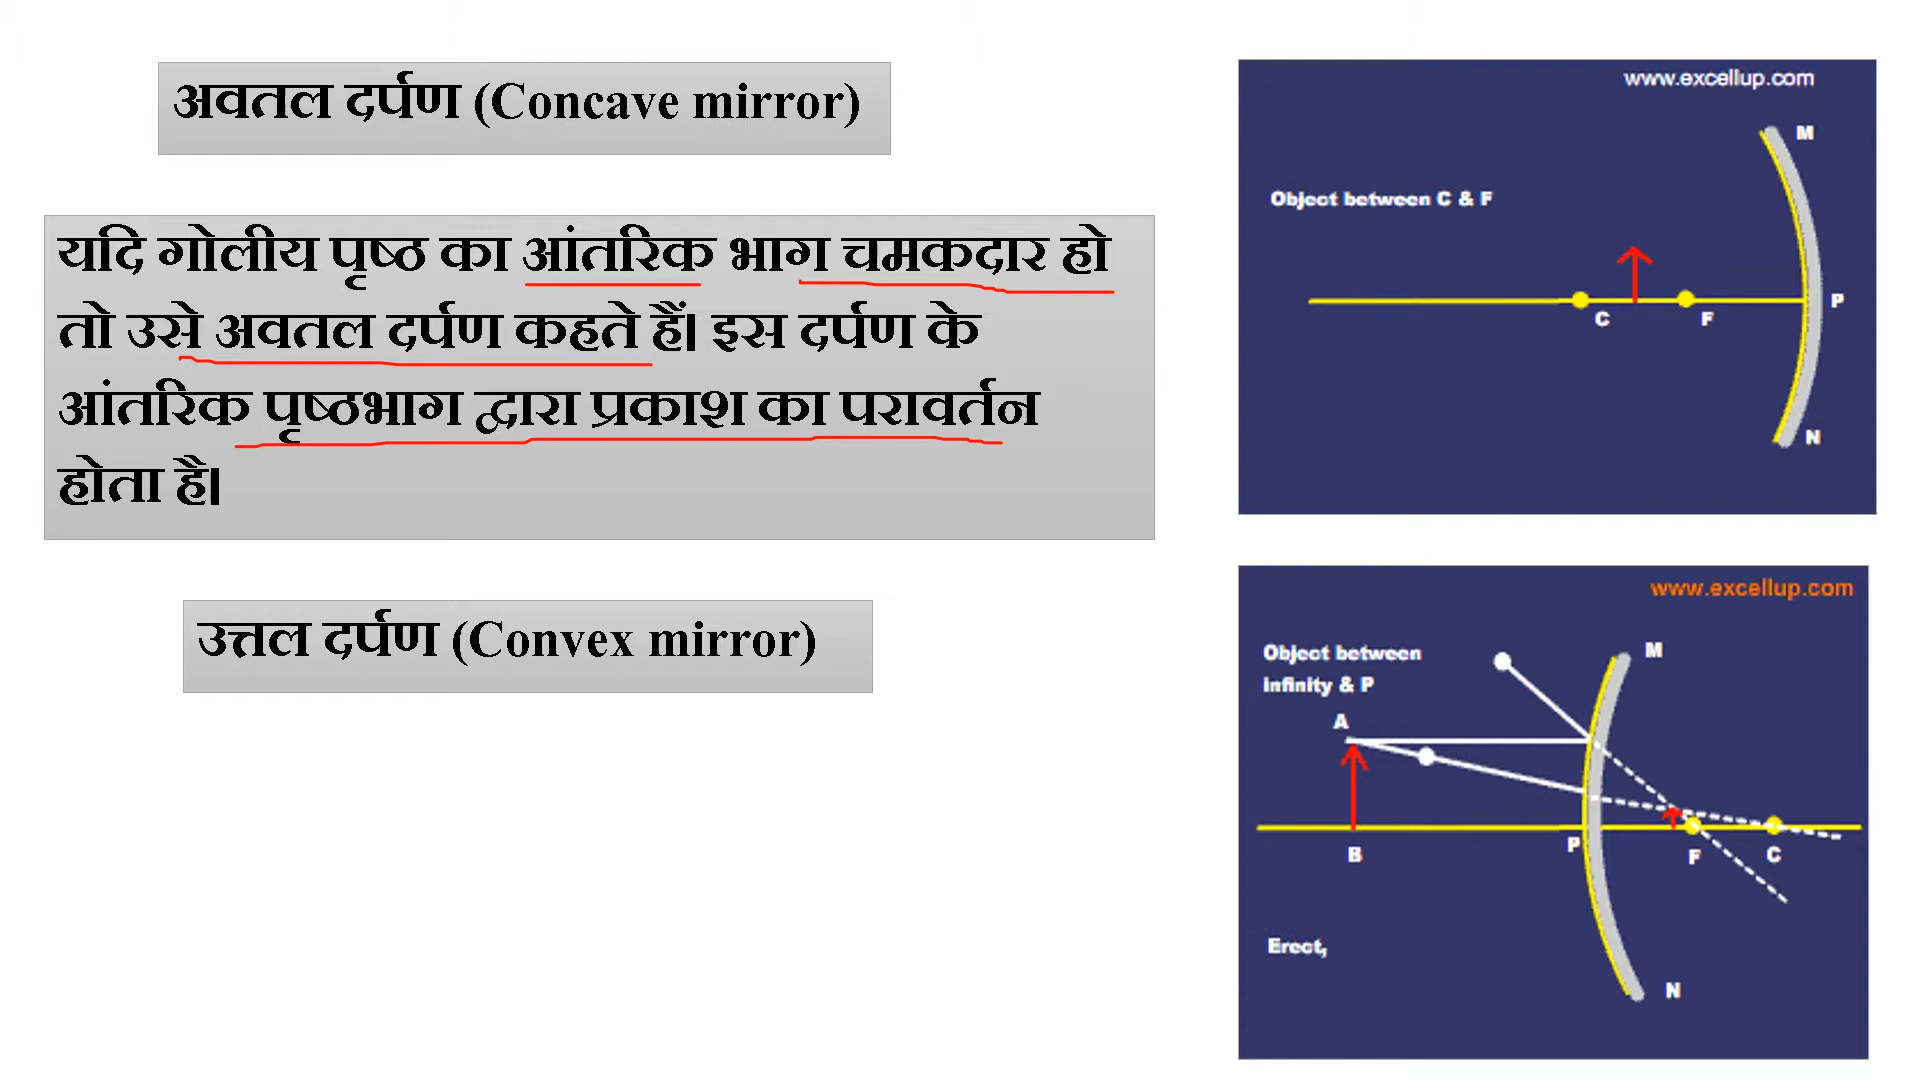 अवतल दर्पण (Concave mirror)
यदि गोलीय पृष्ठ का आंतरिक भाग चमकदार हो
तो उसे अवतल दर्पण कहते हैं। इस दर्पण के
आंतरिक पृष्ठभाग द्वारा प्रकाश का परावर्तन
होता है।
उत्तल दर्पण (Convex mirror)
www.excellup.com
M
Object between C & F
C
F
P
N
www.excellup.com
Object between
infinity & P
M
A
P
B
F
C
Erect,
N